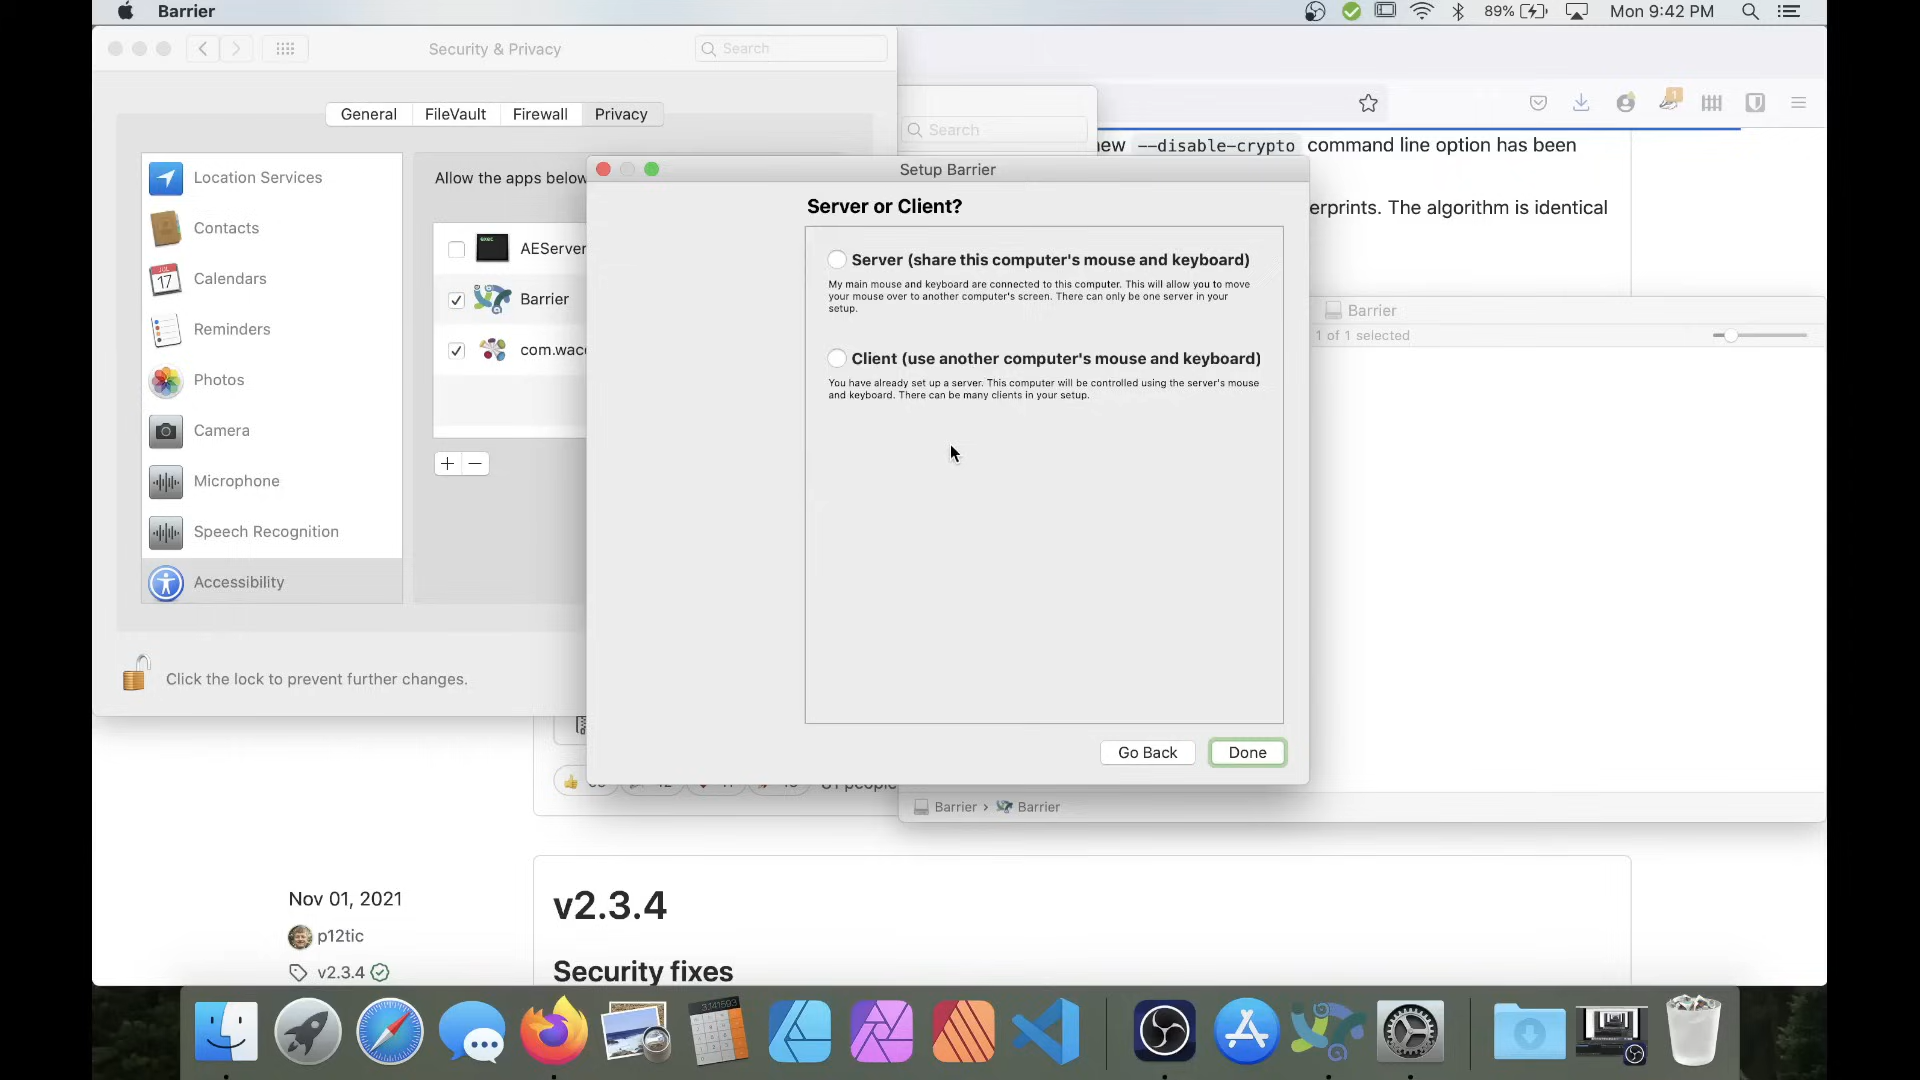 Barrier
89%
Mon 9:42 PM
Security & Privacy
Search
General
FileVault
Firewall
Privacy
Search
new --disable-crypto command line option has been
erprints. The algorithm is identical
Location Services
Contacts
JUL
17
Calendars
Reminders
Photos
Camera
Microphone
Speech Recognition
Accessibility
Allow the apps below
AEServer
Barrier
com.wac
Click the lock to prevent further changes.
Setup Barrier
Server or Client?
Server (share this computer's mouse and keyboard)
My main mouse and keyboard are connected to this computer. This will allow you to move
your mouse over to another computer's screen. There can only be one server in your
setup.
Client (use another computer's mouse and keyboard)
You have already set up a server. This computer will be controlled using the server's mouse
and keyboard. There can be many clients in your setup.
Go Back
Done
Barrier
1 of 1 selected
Barrier › Barrier
Nov 01, 2021
p12tic
v2.3.4
v2.3.4
Security fixes
3.141593